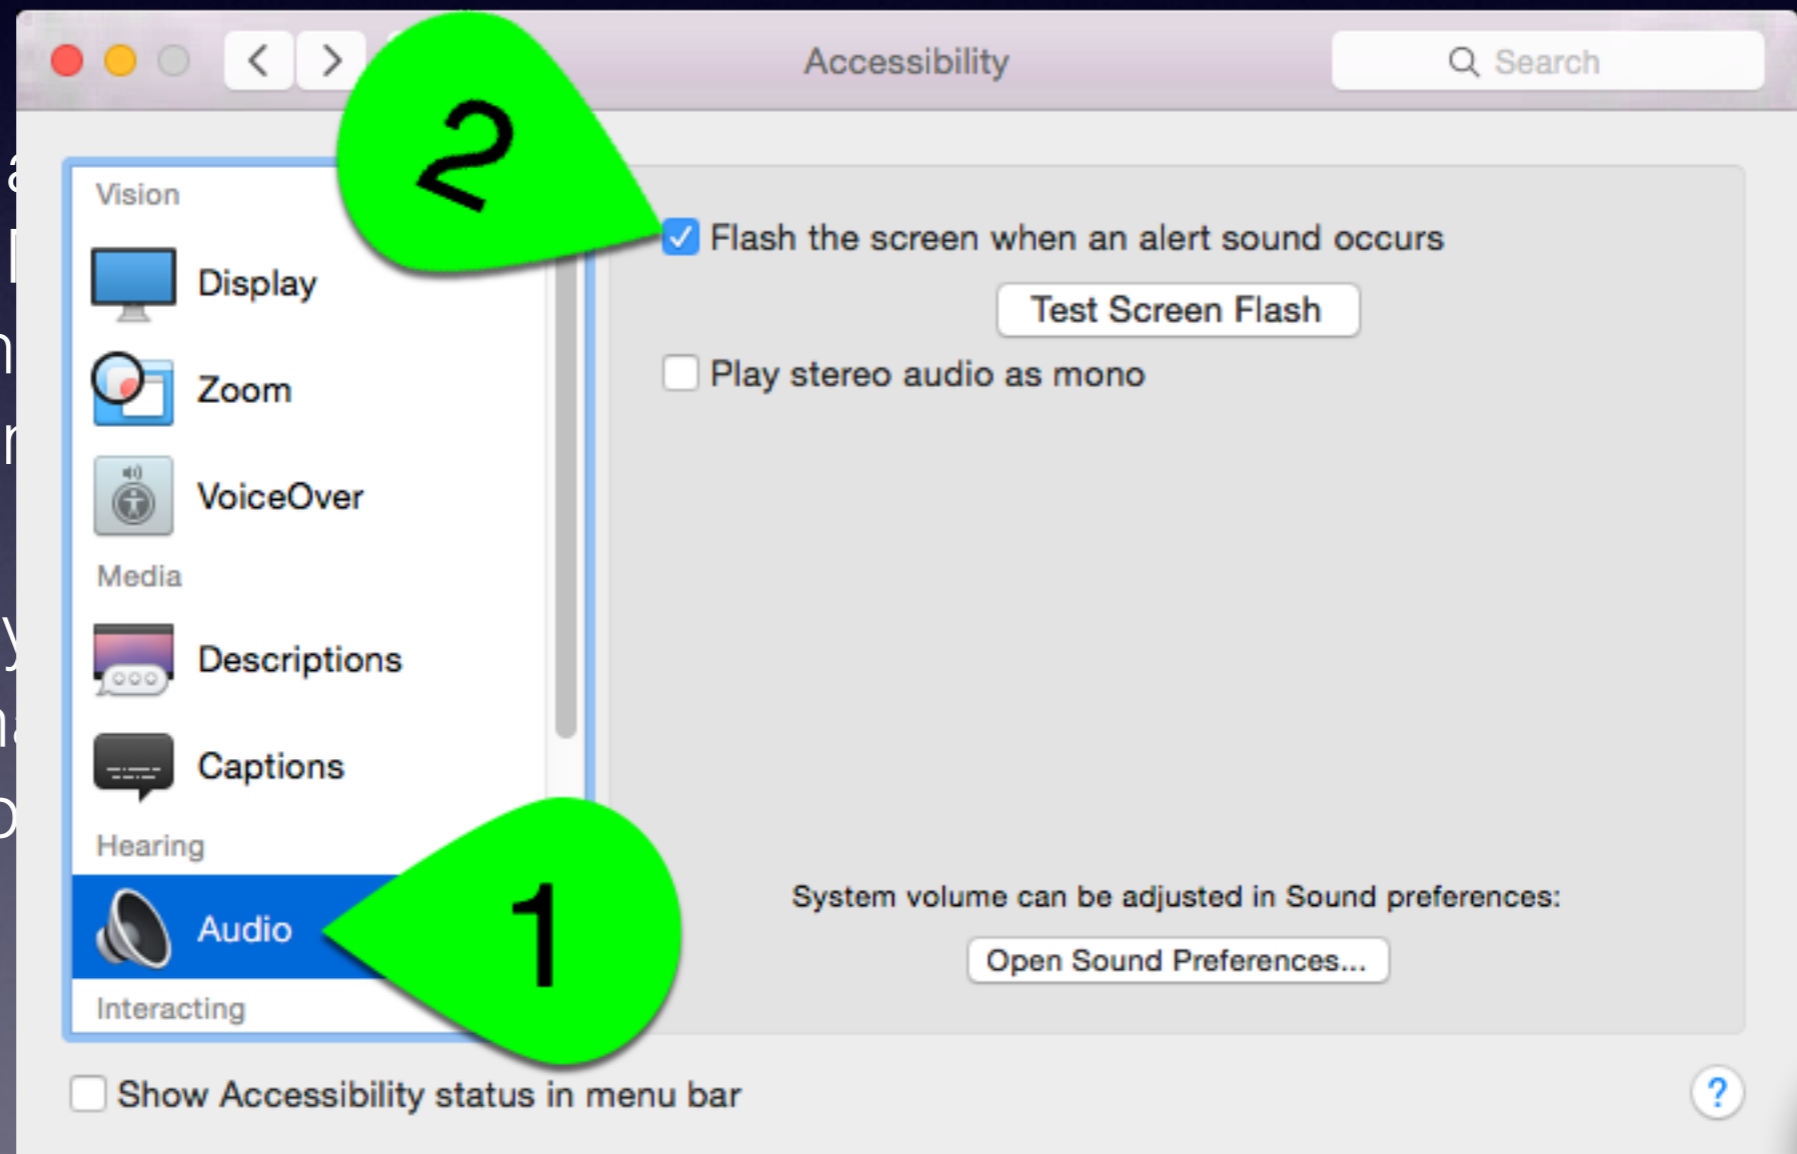 Accessibility
Search
2
Vision
Display
Zoom
VoiceOver
Media
Descriptions
Captions
Hearing
Audio
1
Interacting
Flash the screen when an alert sound occurs
Test Screen Flash
Play stereo audio as mono
System volume can be adjusted in Sound preferences:
Open Sound Preferences...
Show Accessibility status in menu bar
?